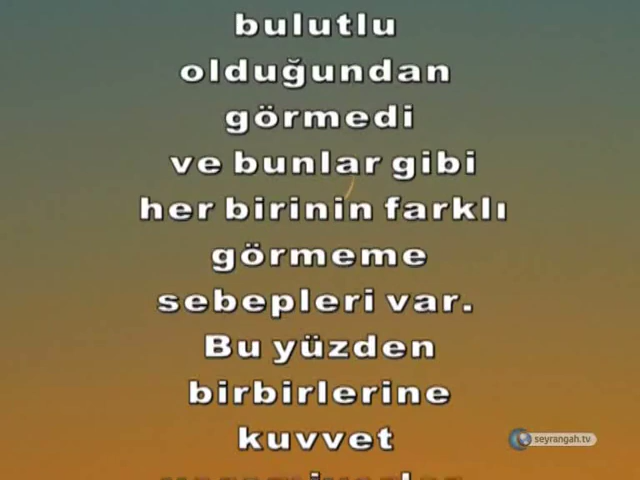 bulutlu
olduğundan
görmedi
ve bunlar gibi
her birinin farklı
görmeme
sebepleri var.
Bu yüzden
birbirlerine
kuvvet
seyrangah.tv